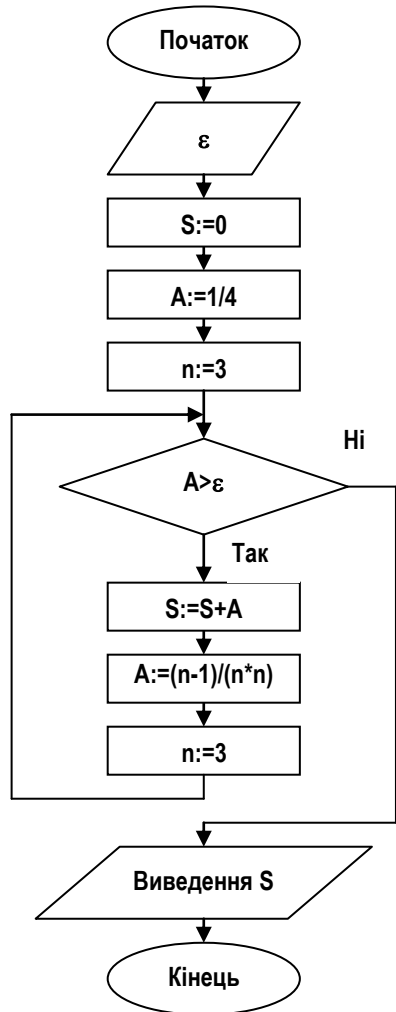 Початок
ε
S:=0
A:=1/4
n:=3
Ні
A>ε
Так
S:=S+A
A:=(n-1)/(n*n)
n:=3
Виведення S
Кінець